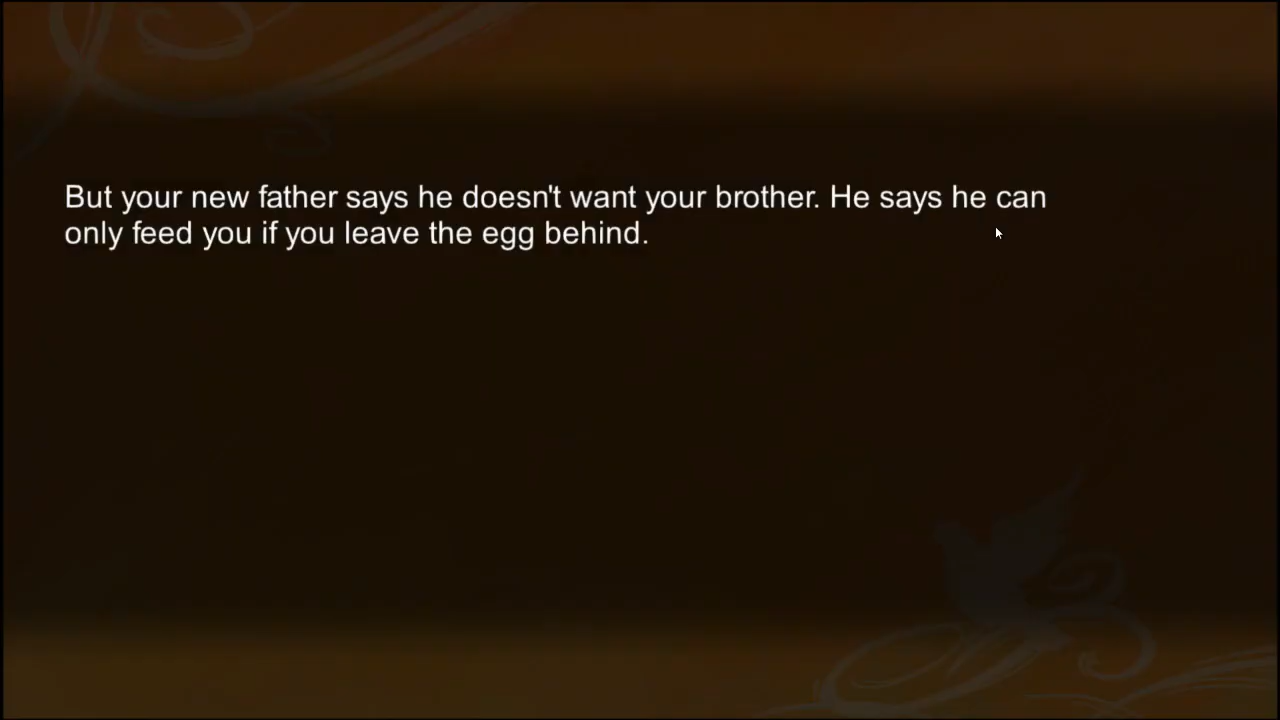 But your new father says he doesn't want your brother. He says he can
only feed you if you leave the egg behind.